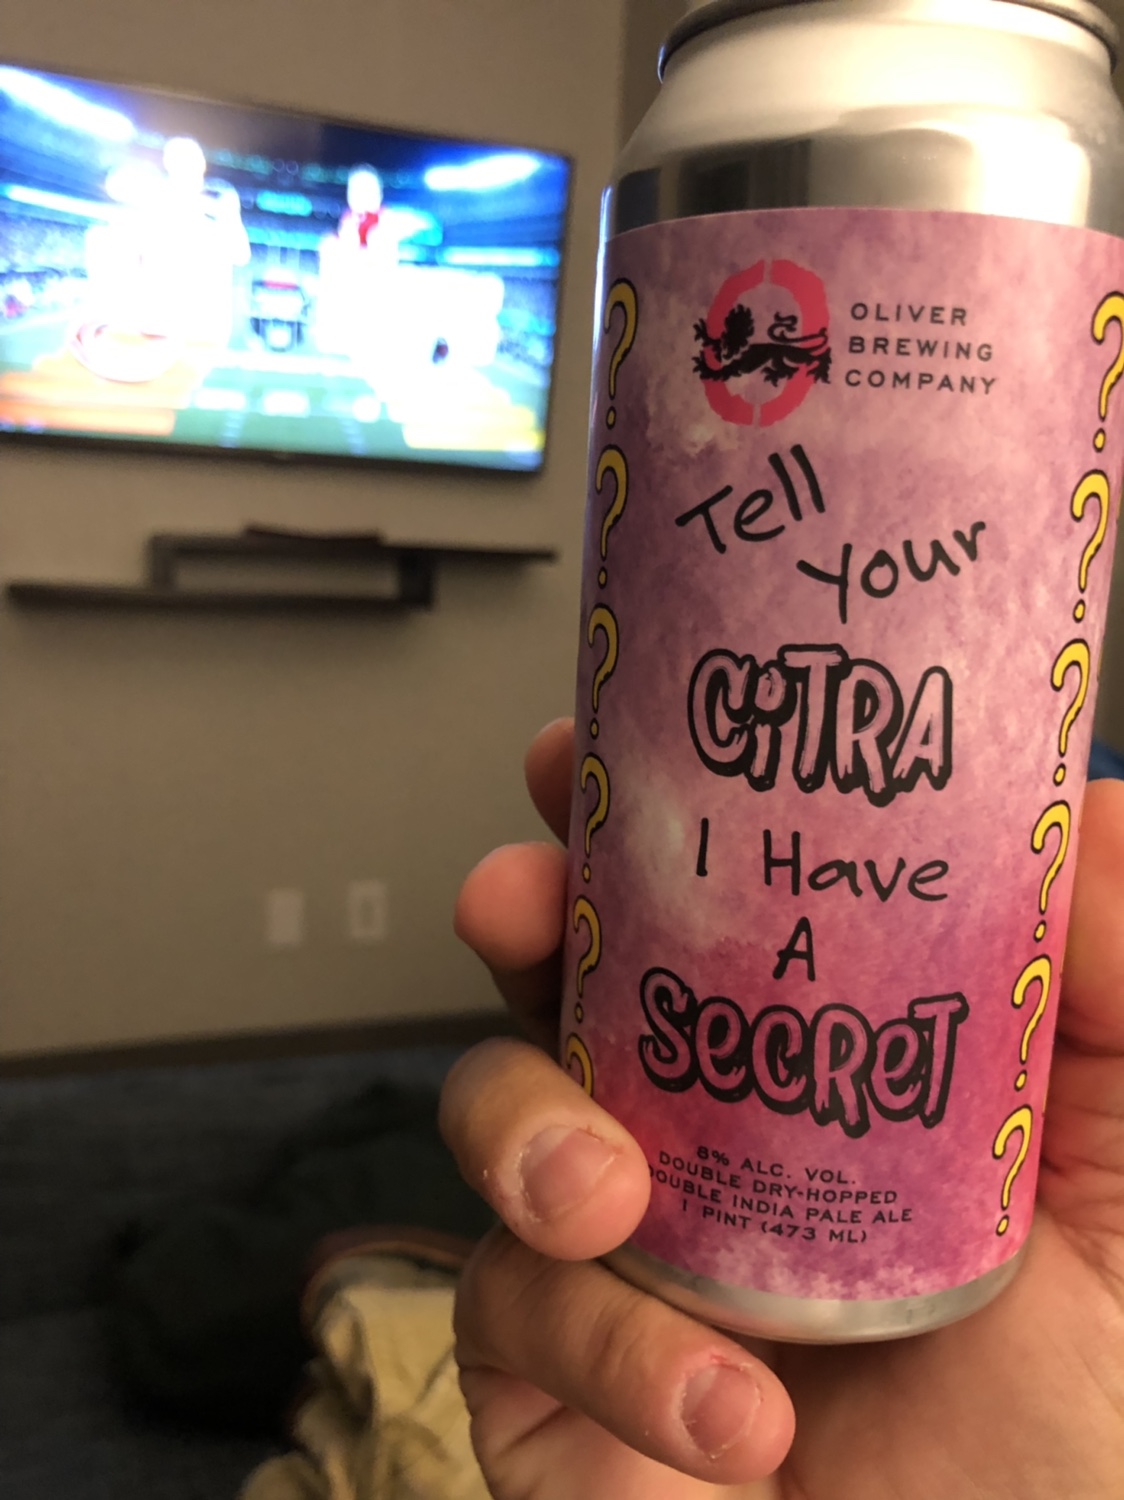 OLIVER
BREWING
COMPANY
Tell
your
CiTRA
I Have
A
SecReT
8% ALC. VOL.
DOUBLE DRY-HOPPED
DOUBLE INDIA PALE ALE
1 PINT (473 ML)